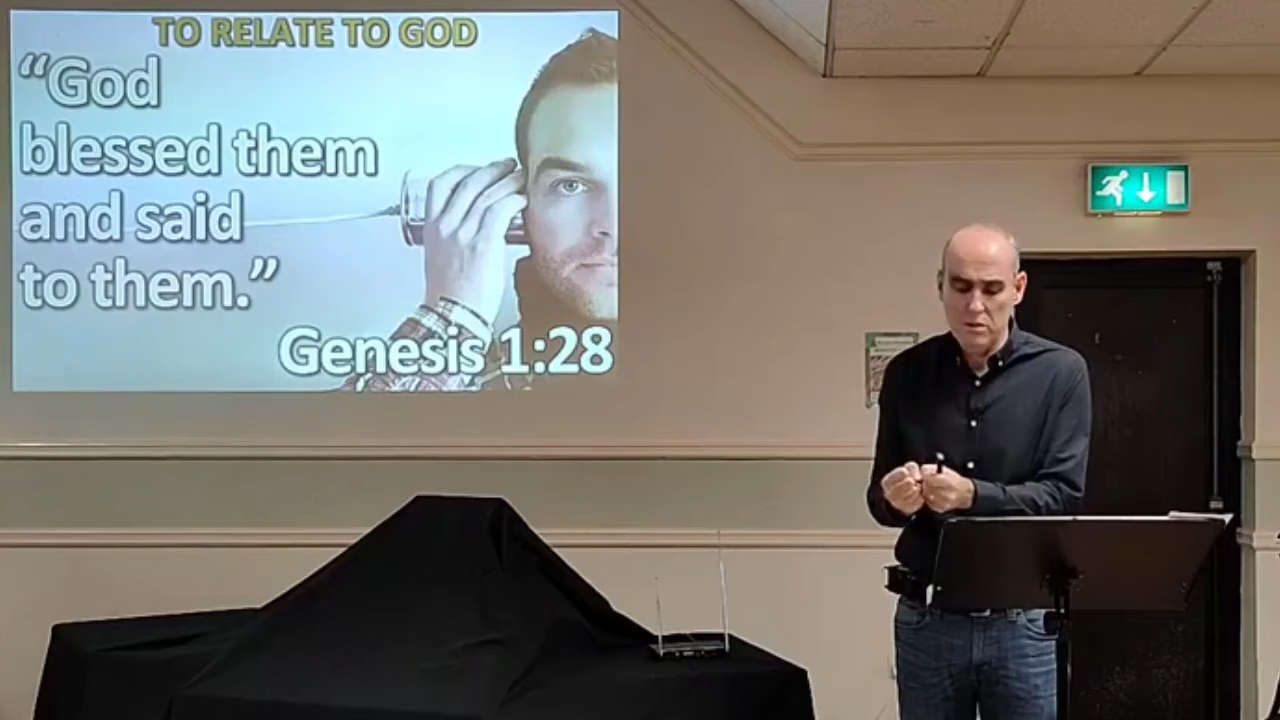 TO RELATE TO GOD
“God
blessed them
and said
to them.”
Genesis 1:28